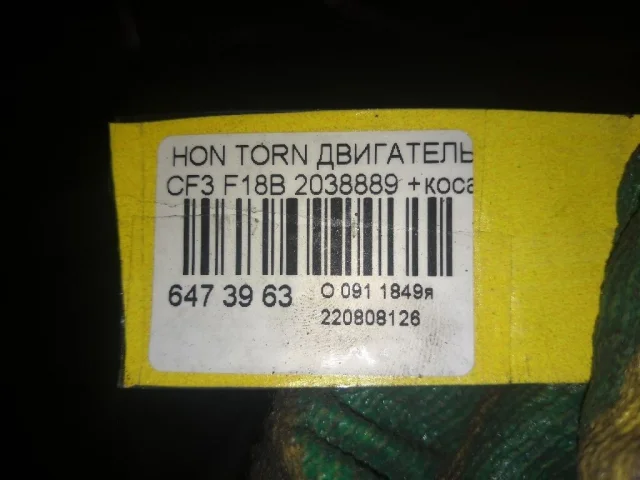 HON TORN ДВИГАТЕЛЬ
CF3 F18B 2038889 +коса
647 39 63
О 091 1849я
220808126